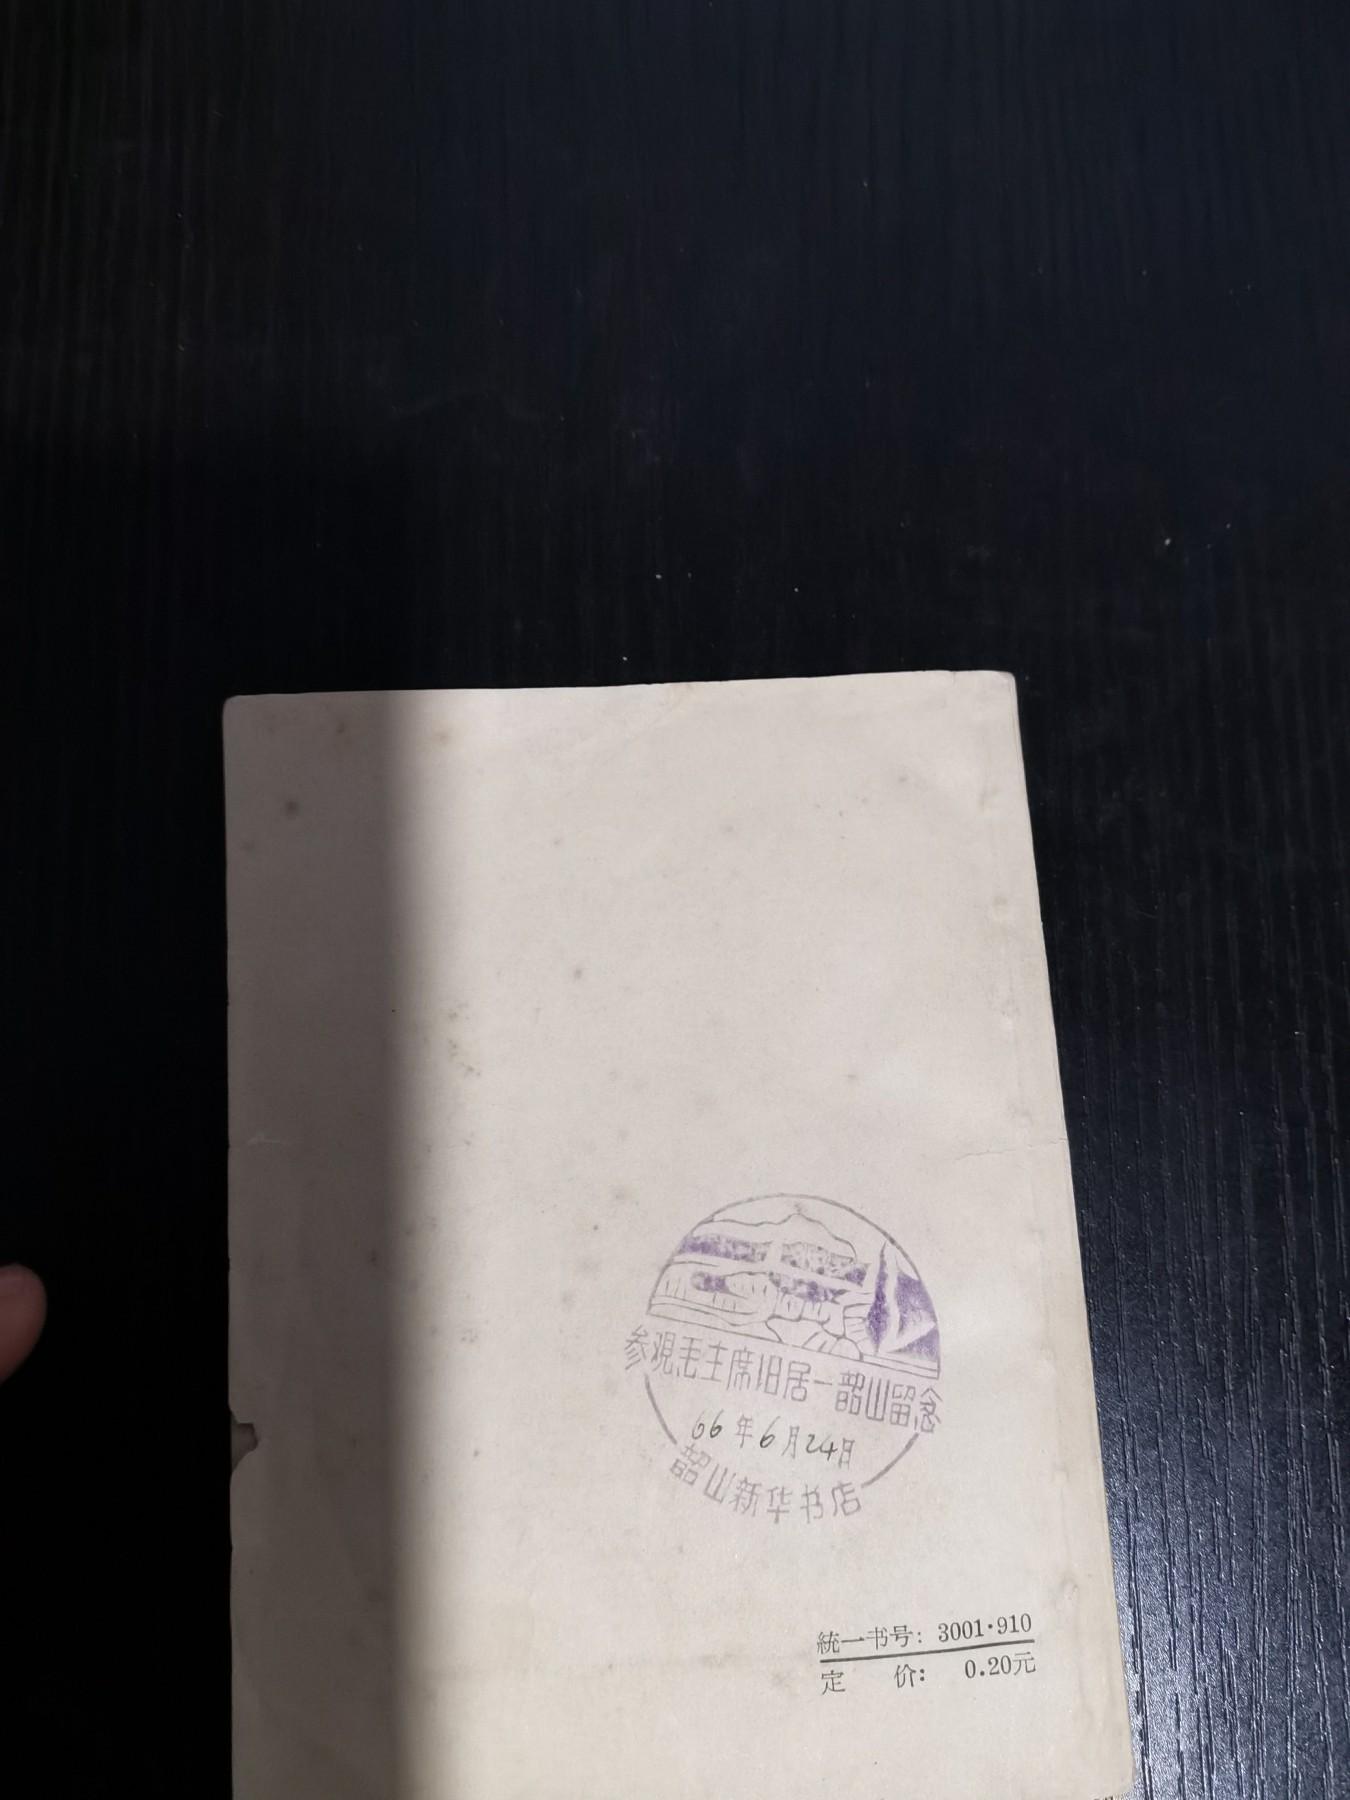 参观毛主席旧居—韶山留念
66年6月24日
韶山新华书店
統一书号：3001·910
定 价：0.20元